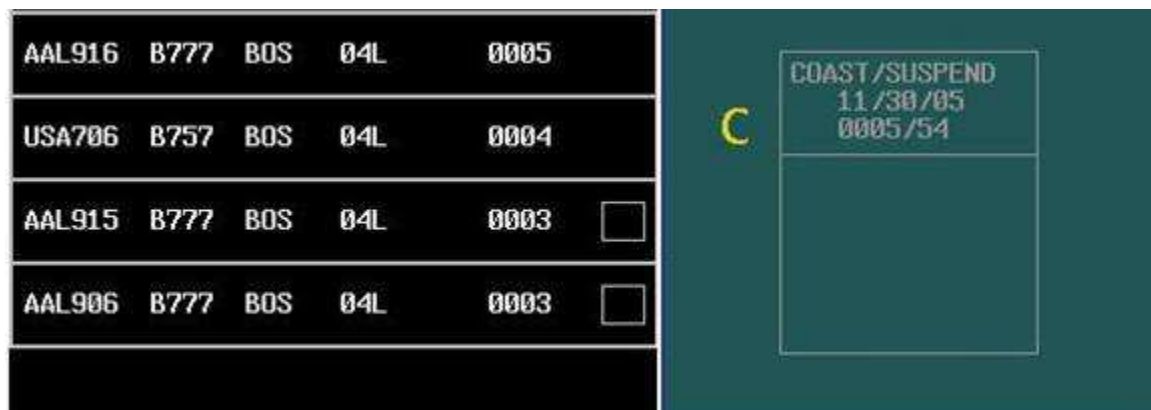 AAL916 B777 BOS 04L 0005
USA706 B757 BOS 04L 0004
AAL915 B777 BOS 04L 0003
AAL906 B777 BOS 04L 0003
C
COAST/SUSPEND
11/30/05
0005/54